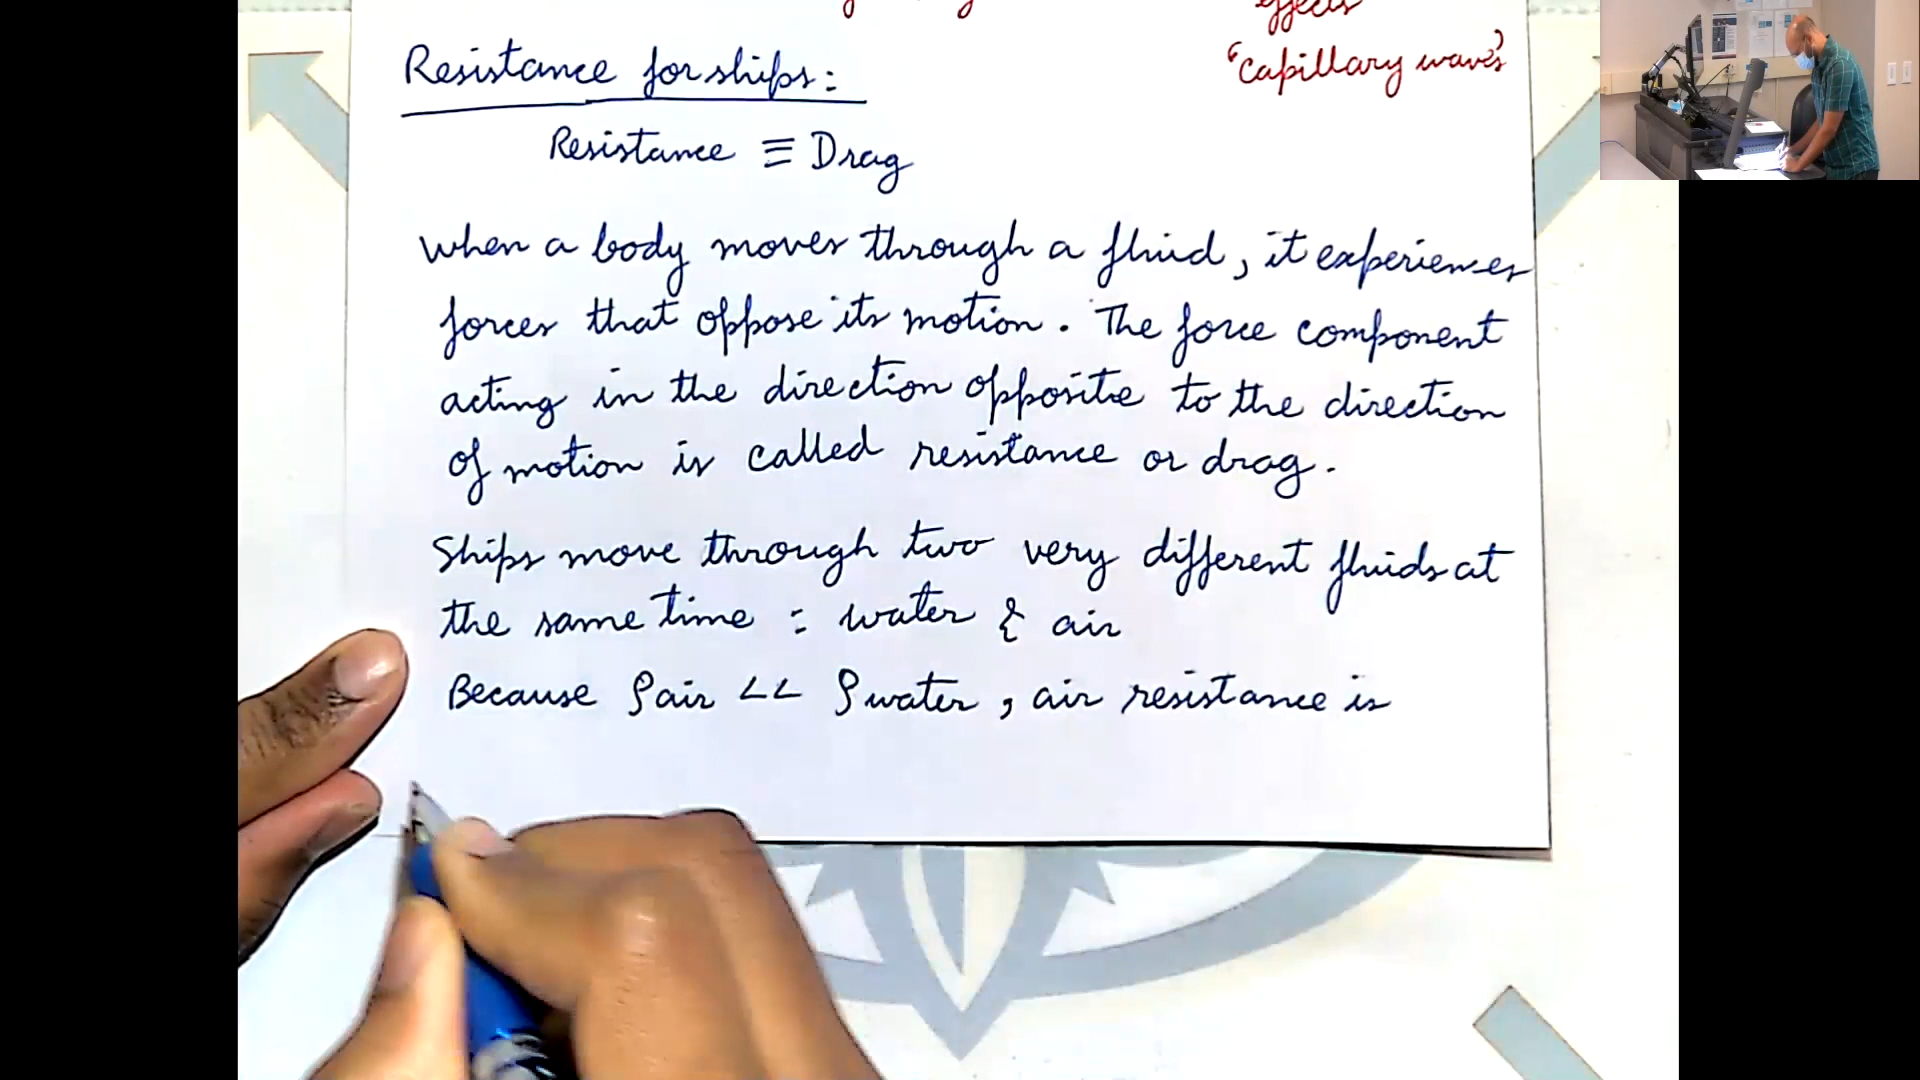 effects
"Capillary waves"
Resistance for ships:
Resistance ≡ Drag
When a body moves through a fluid, it experiences
forces that oppose its motion. The force component
acting in the direction opposite to the direction
of motion is called resistance or drag.
Ships move through two very different fluids at
the same time : water & air
Because ρair << ρwater, air resistance is